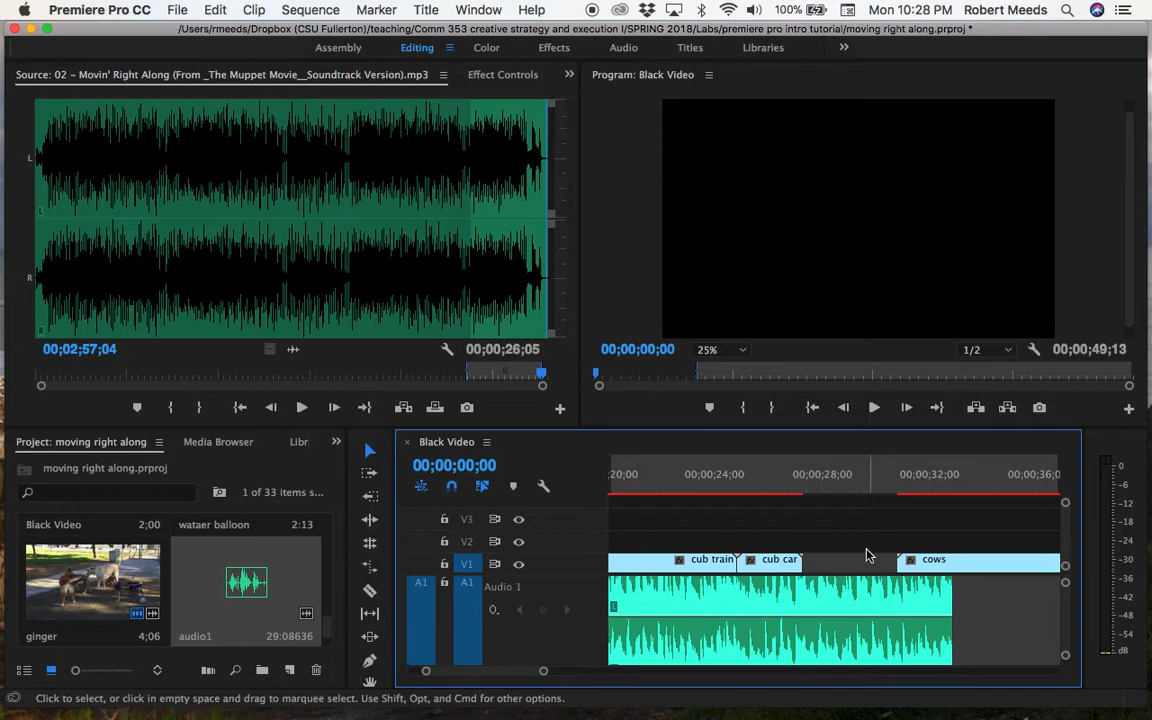 Premiere Pro CC File Edit Clip Sequence Marker Title Window Help 100% Mon 10:28 PM Robert Meeds
/Users/rmeeds/Dropbox (CSU Fullerton)/teaching/Comm 353 creative strategy and execution I/SPRING 2018/Labs/premiere pro intro tutorial/moving right along.prproj *
Assembly Editing Color Effects Audio Titles Libraries
Source: 02 - Movin' Right Along (From _The Muppet Movie__Soundtrack Version).mp3 Effect Controls
Program: Black Video
L
L
R
R
00;02;57;04 00;00;26;05
00;00;00;00 25% 1/2 00;00;49;13
Project: moving right along Media Browser Libr
moving right along.prproj
1 of 33 items s...
Black Video 2;00 wataer balloon 2:13
ginger 4;06 audio1 29:08636
Black Video
00;00;00;00
;20;00 00;00;24;00 00;00;28;00 00;00;32;00 00;00;36;0
V3
V2
V1 cub train cub car cows
A1 A1 Audio 1
L
0
-6
-12
-18
-24
-30
-36
-42
-48
-54
dB
Click to select, or click in empty space and drag to marquee select. Use Shift, Opt, and Cmd for other options.